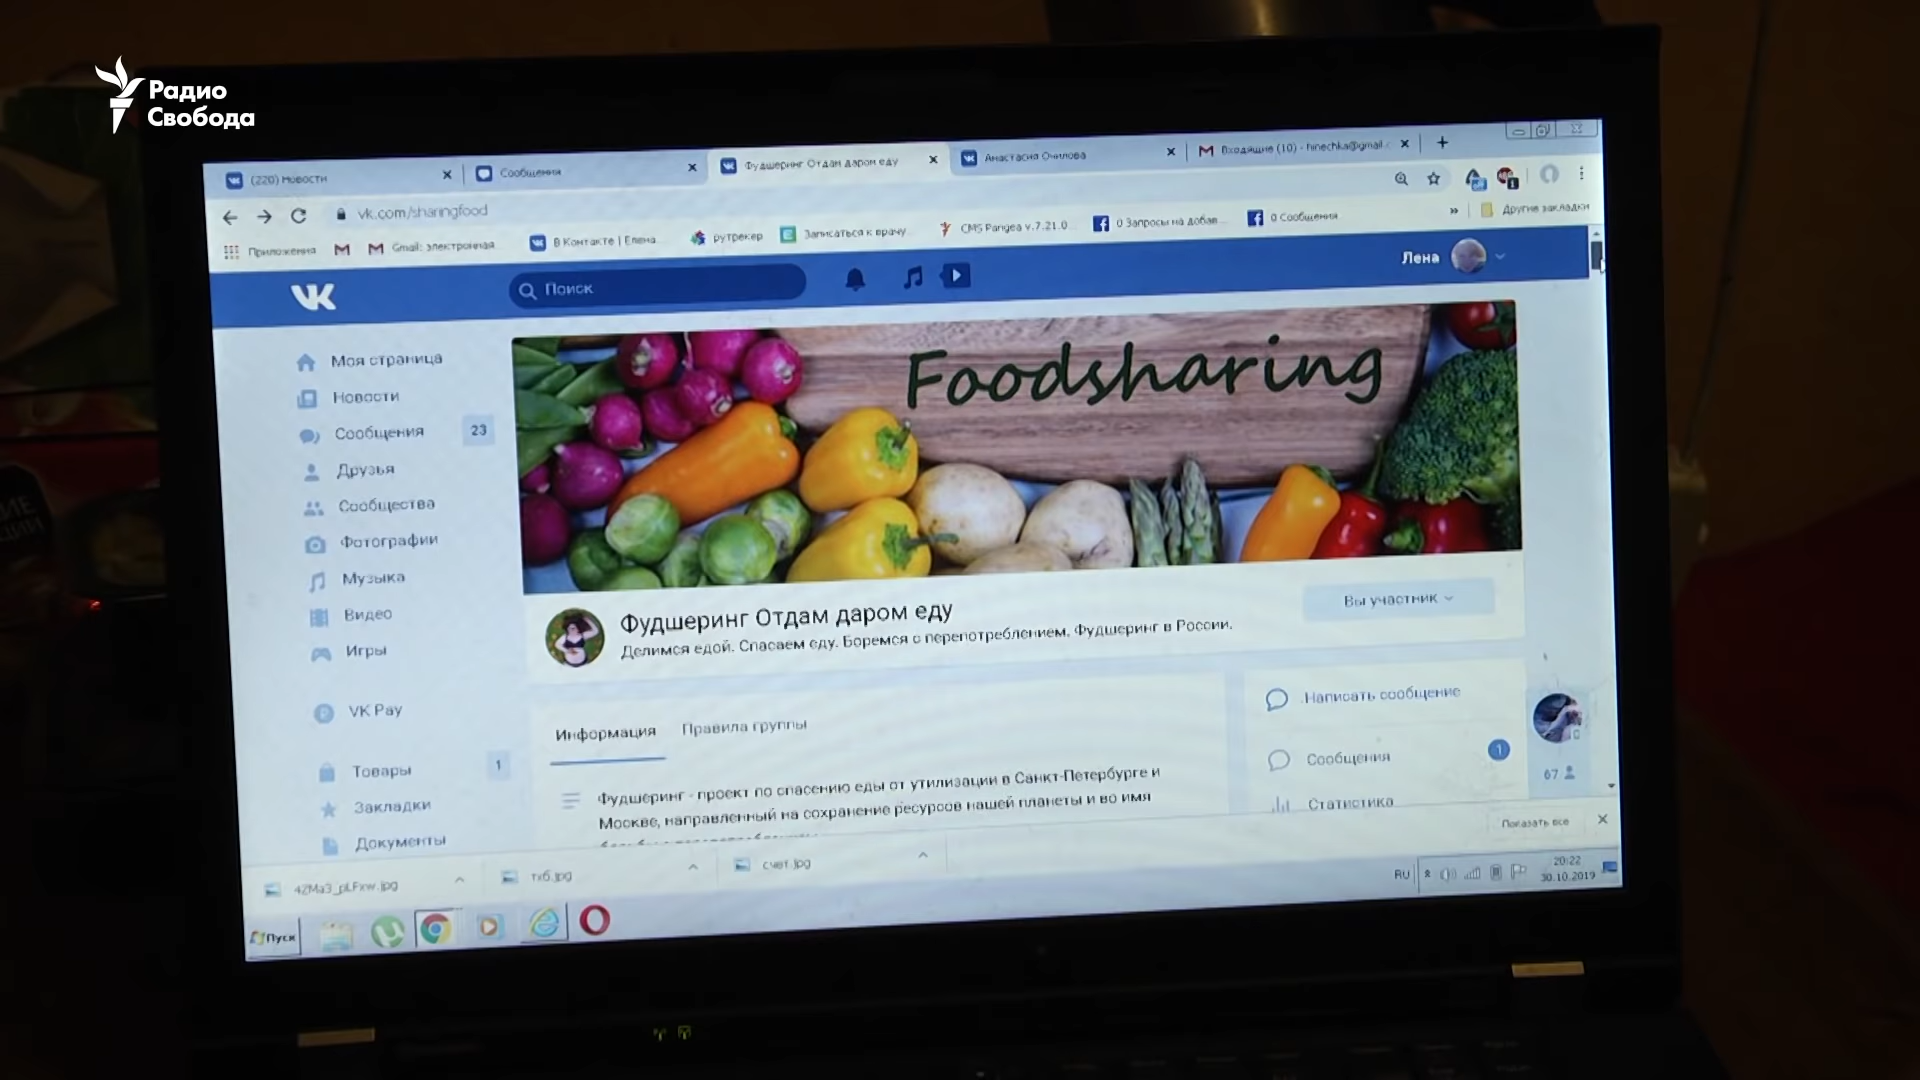 Радио
Свобода
(220) Новости
Сообщения
Фудшеринг Отдам даром еду
Анастасия Очилова
Входящие (10) -
vk.com/sharingfood
Приложения
Gmail: электронная
В Контакте | Елена
рутрекер
Записаться к врачу
CMS Pangea v.7.21.0
0 Запросы на добав...
0 Сообщения
»
Другие закладки
Поиск
Лена
Foodsharing
Моя страница
Новости
Сообщения 23
Друзья
Сообщества
Фотографии
Музыка
Видео
Игры
VK Pay
Товары 1
Закладки
Документы
Фудшеринг Отдам даром еду
Делимся едой. Спасаем еду. Боремся с перепотреблением. Фудшеринг в России.
Вы участник
Информация
Правила группы
Фудшеринг - проект по спасению еды от утилизации в Санкт-Петербурге и
Москве, направленный на сохранение ресурсов нашей планеты и во имя
Написать сообщение
Сообщения 1
Статистика
67
Показать все
42Ma3_pLFxw.jpg
тхб.jpg
счет.jpg
Пуск
RU
20:22
30.10.2019